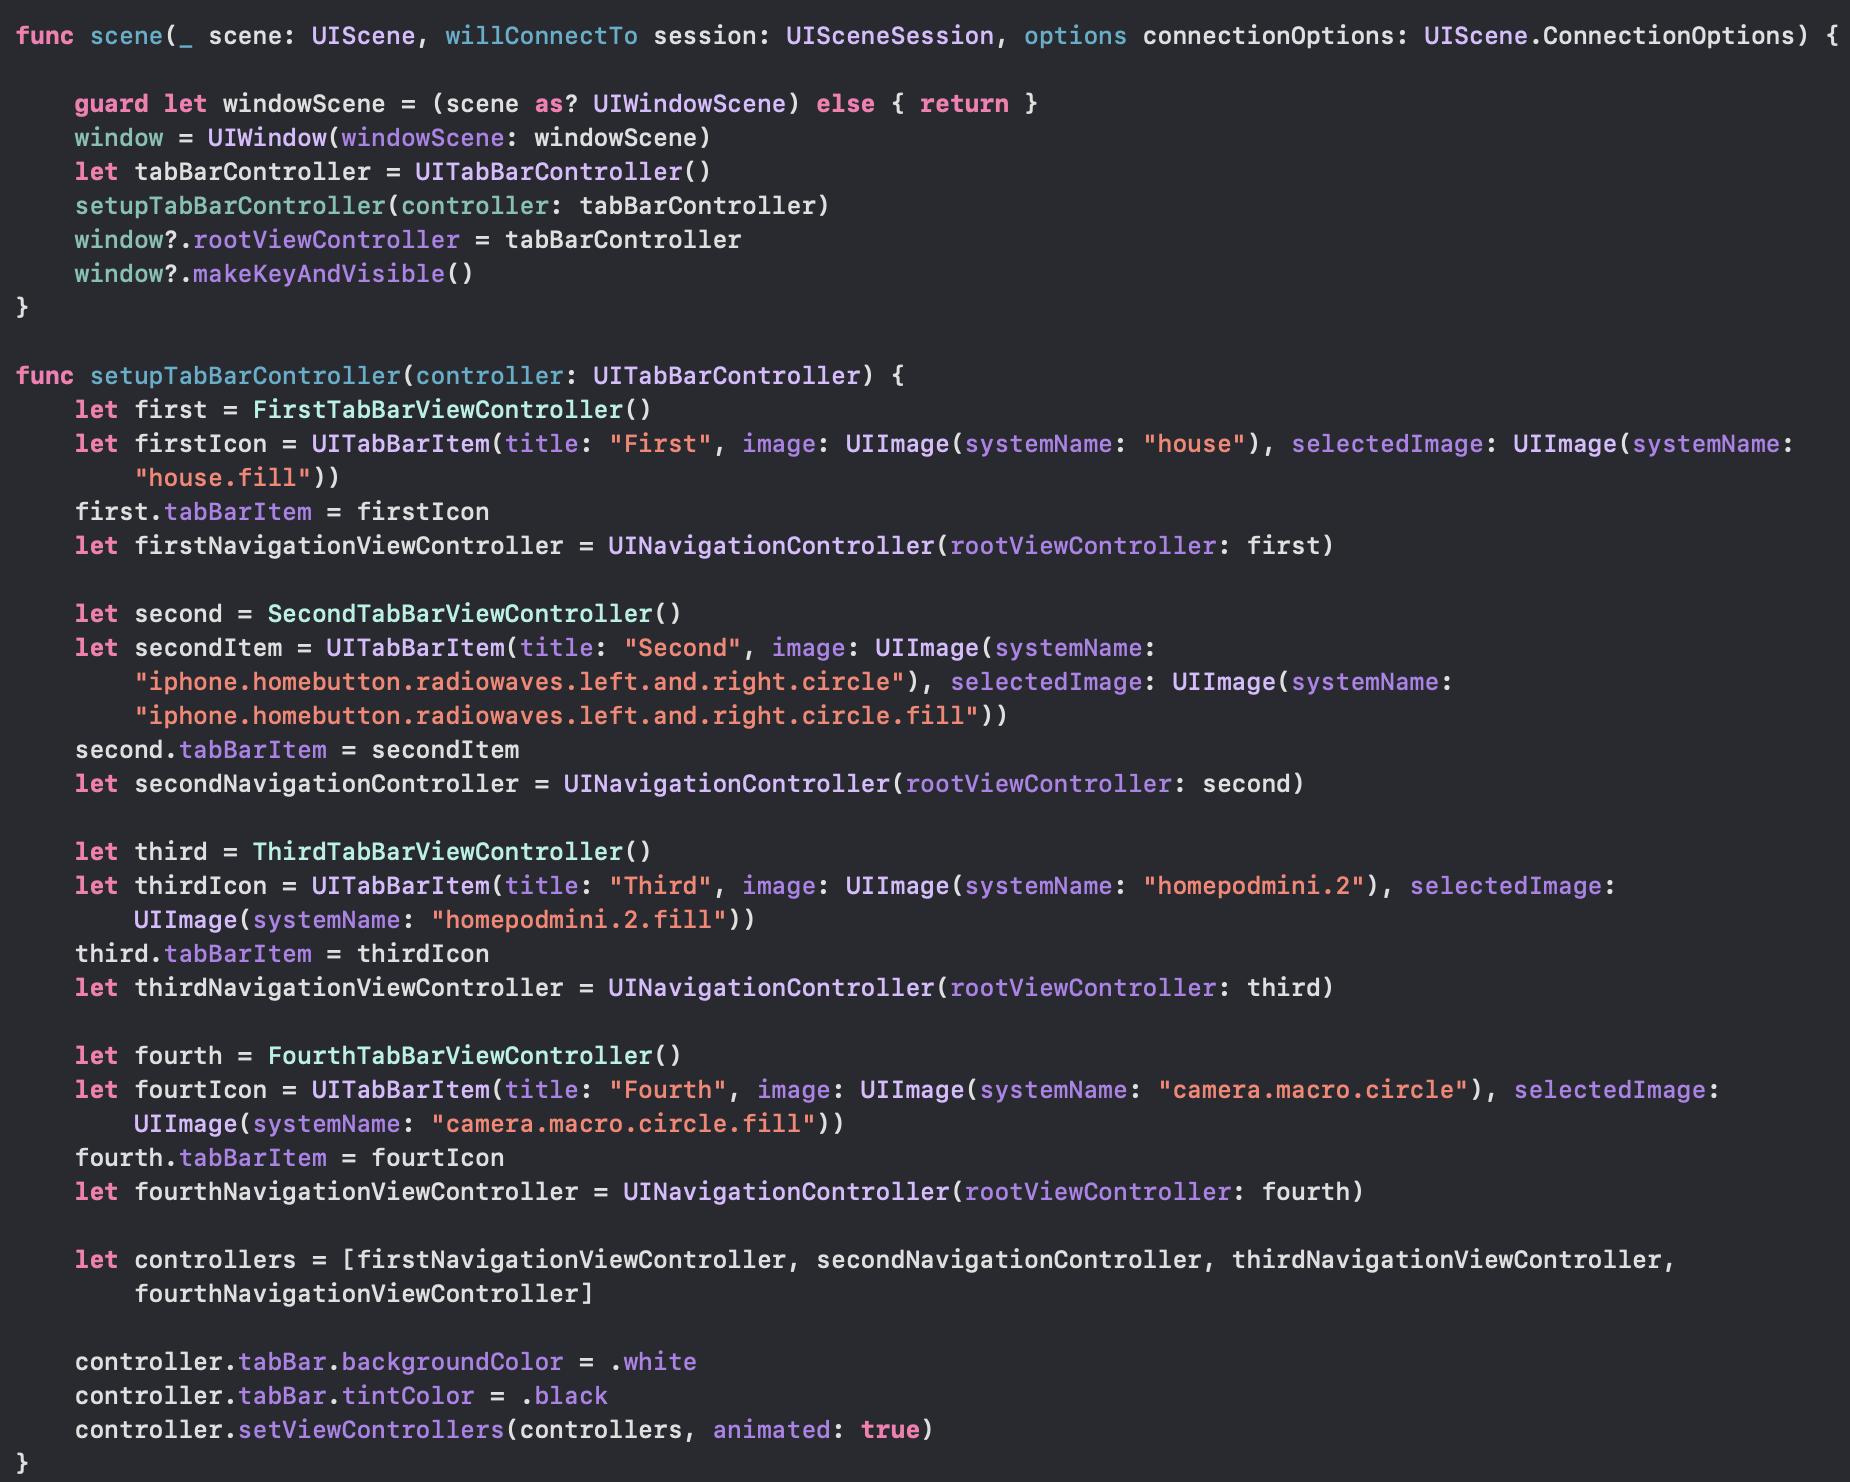 func scene(_ scene: UIScene, willConnectTo session: UISceneSession, options connectionOptions: UIScene.ConnectionOptions) {
guard let windowScene = (scene as? UIWindowScene) else { return }
window = UIWindow(windowScene: windowScene)
let tabBarController = UITabBarController()
setupTabBarController(controller: tabBarController)
window?.rootViewController = tabBarController
window?.makeKeyAndVisible()
}
func setupTabBarController(controller: UITabBarController) {
let first = FirstTabBarViewController()
let firstIcon = UITabBarItem(title: "First", image: UIImage(systemName: "house"), selectedImage: UIImage(systemName:
"house.fill"))
first.tabBarItem = firstIcon
let firstNavigationViewController = UINavigationController(rootViewController: first)
let second = SecondTabBarViewController()
let secondItem = UITabBarItem(title: "Second", image: UIImage(systemName:
"iphone.homebutton.radiowaves.left.and.right.circle"), selectedImage: UIImage(systemName:
"iphone.homebutton.radiowaves.left.and.right.circle.fill"))
second.tabBarItem = secondItem
let secondNavigationController = UINavigationController(rootViewController: second)
let third = ThirdTabBarViewController()
let thirdIcon = UITabBarItem(title: "Third", image: UIImage(systemName: "homepodmini.2"), selectedImage:
UIImage(systemName: "homepodmini.2.fill"))
third.tabBarItem = thirdIcon
let thirdNavigationViewController = UINavigationController(rootViewController: third)
let fourth = FourthTabBarViewController()
let fourtIcon = UITabBarItem(title: "Fourth", image: UIImage(systemName: "camera.macro.circle"), selectedImage:
UIImage(systemName: "camera.macro.circle.fill"))
fourth.tabBarItem = fourtIcon
let fourthNavigationViewController = UINavigationController(rootViewController: fourth)
let controllers = [firstNavigationViewController, secondNavigationController, thirdNavigationViewController,
fourthNavigationViewController]
controller.tabBar.backgroundColor = .white
controller.tabBar.tintColor = .black
controller.setViewControllers(controllers, animated: true)
}